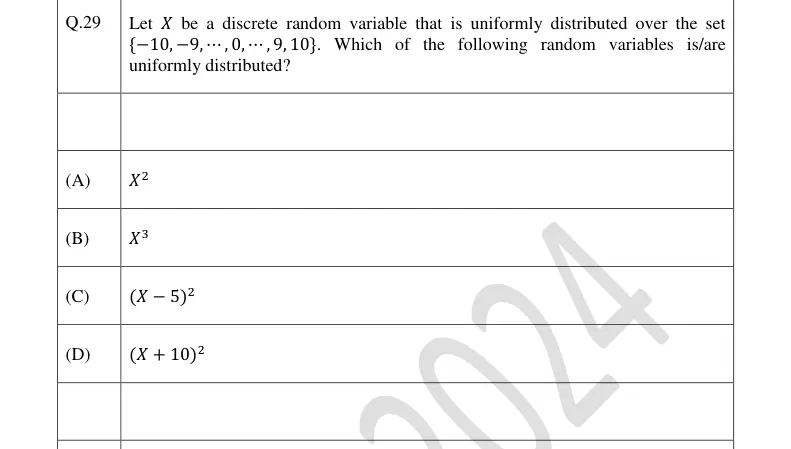 Q.29 Let 𝑋 be a discrete random variable that is uniformly distributed over the set
{−10, −9, ⋯ , 0, ⋯ , 9, 10}. Which of the following random variables is/are
uniformly distributed?
(A) 𝑋²
(B) 𝑋³
(C) (𝑋 − 5)²
(D) (𝑋 + 10)²
2024